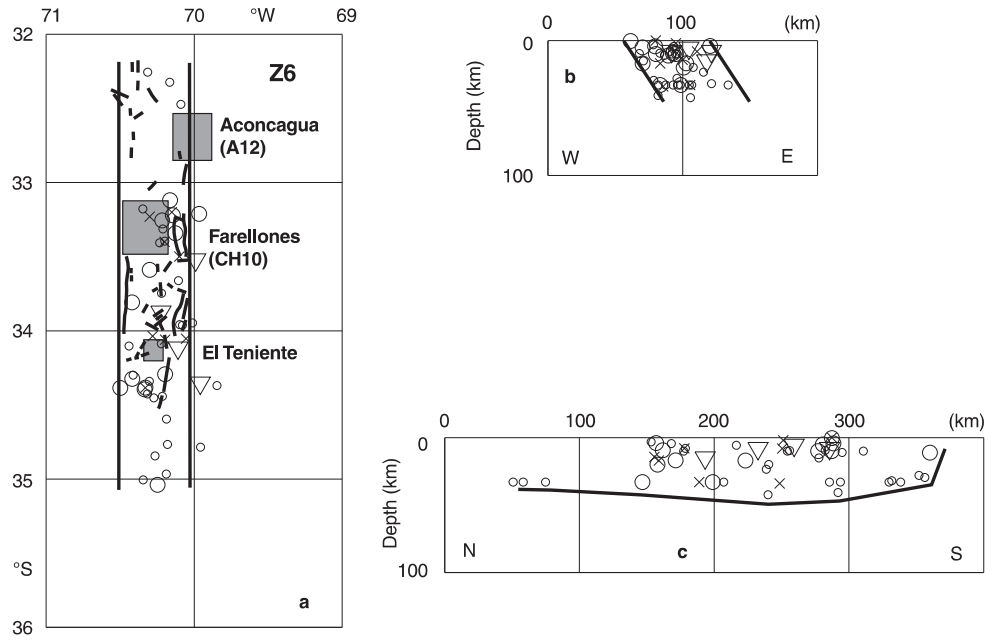 71 70 °W 69
32
Z6
Aconcagua
(A12)
33
Farellones
(CH10)
34
El Teniente
35
°S
a
36
0 100 (km)
0
b
Depth (km)
W E
100
0 100 200 300 (km)
0
Depth (km)
N c S
100